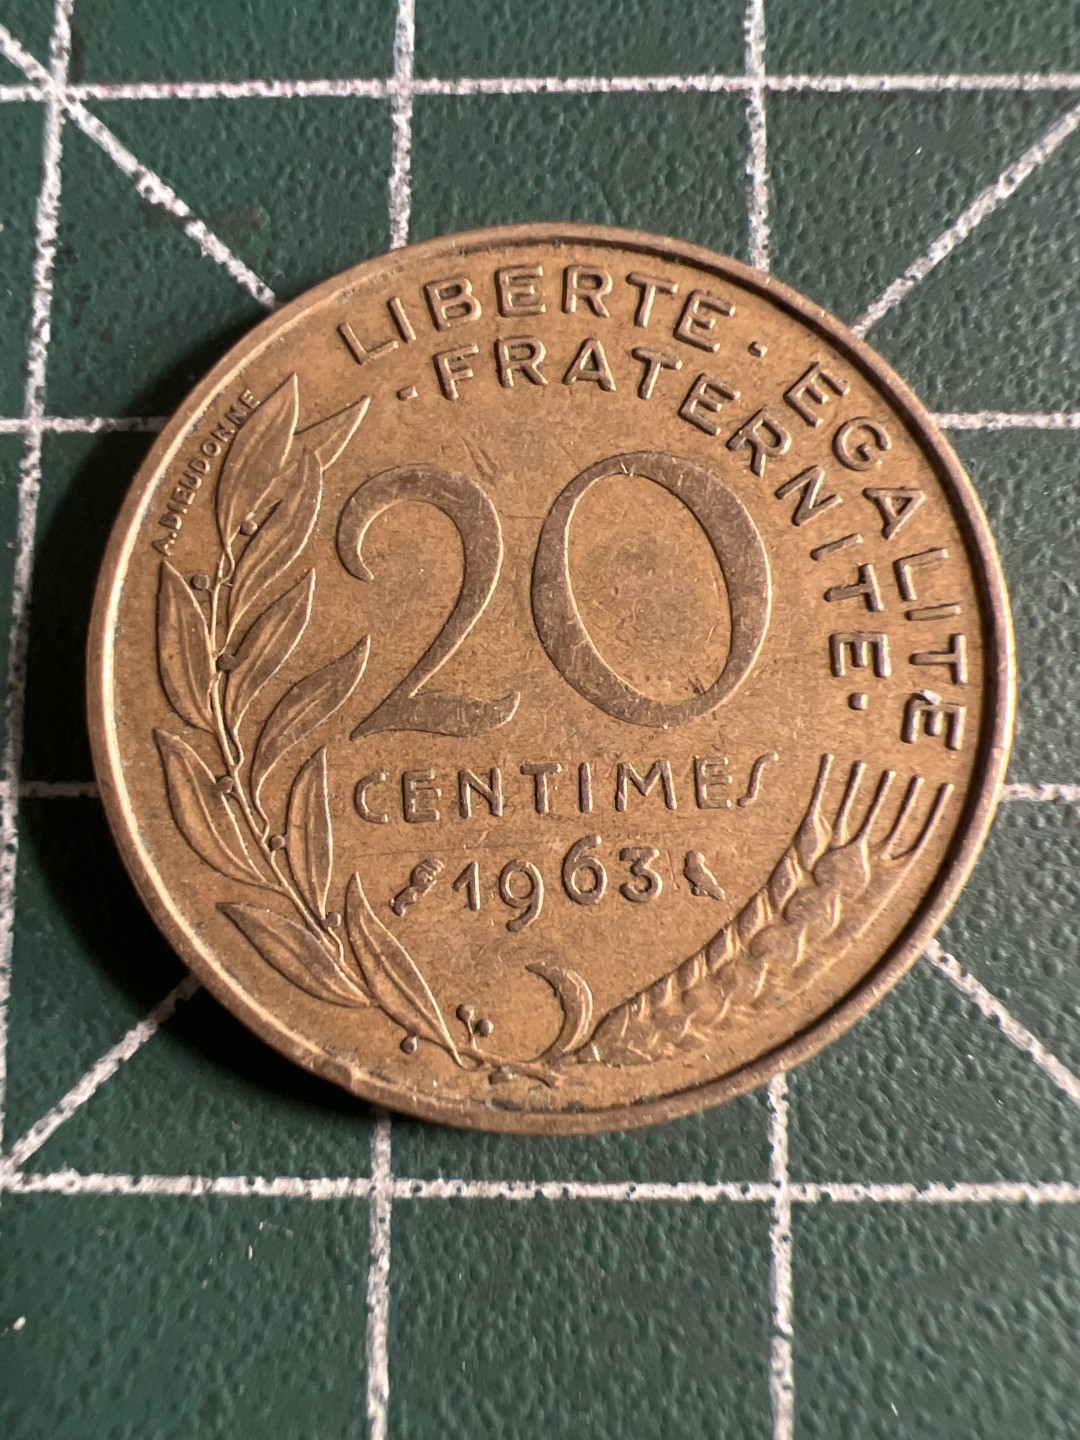 LIBERTE · EGALITE
· FRATERNITE ·
A.DIEUDONNE
20
CENTIMES
1963